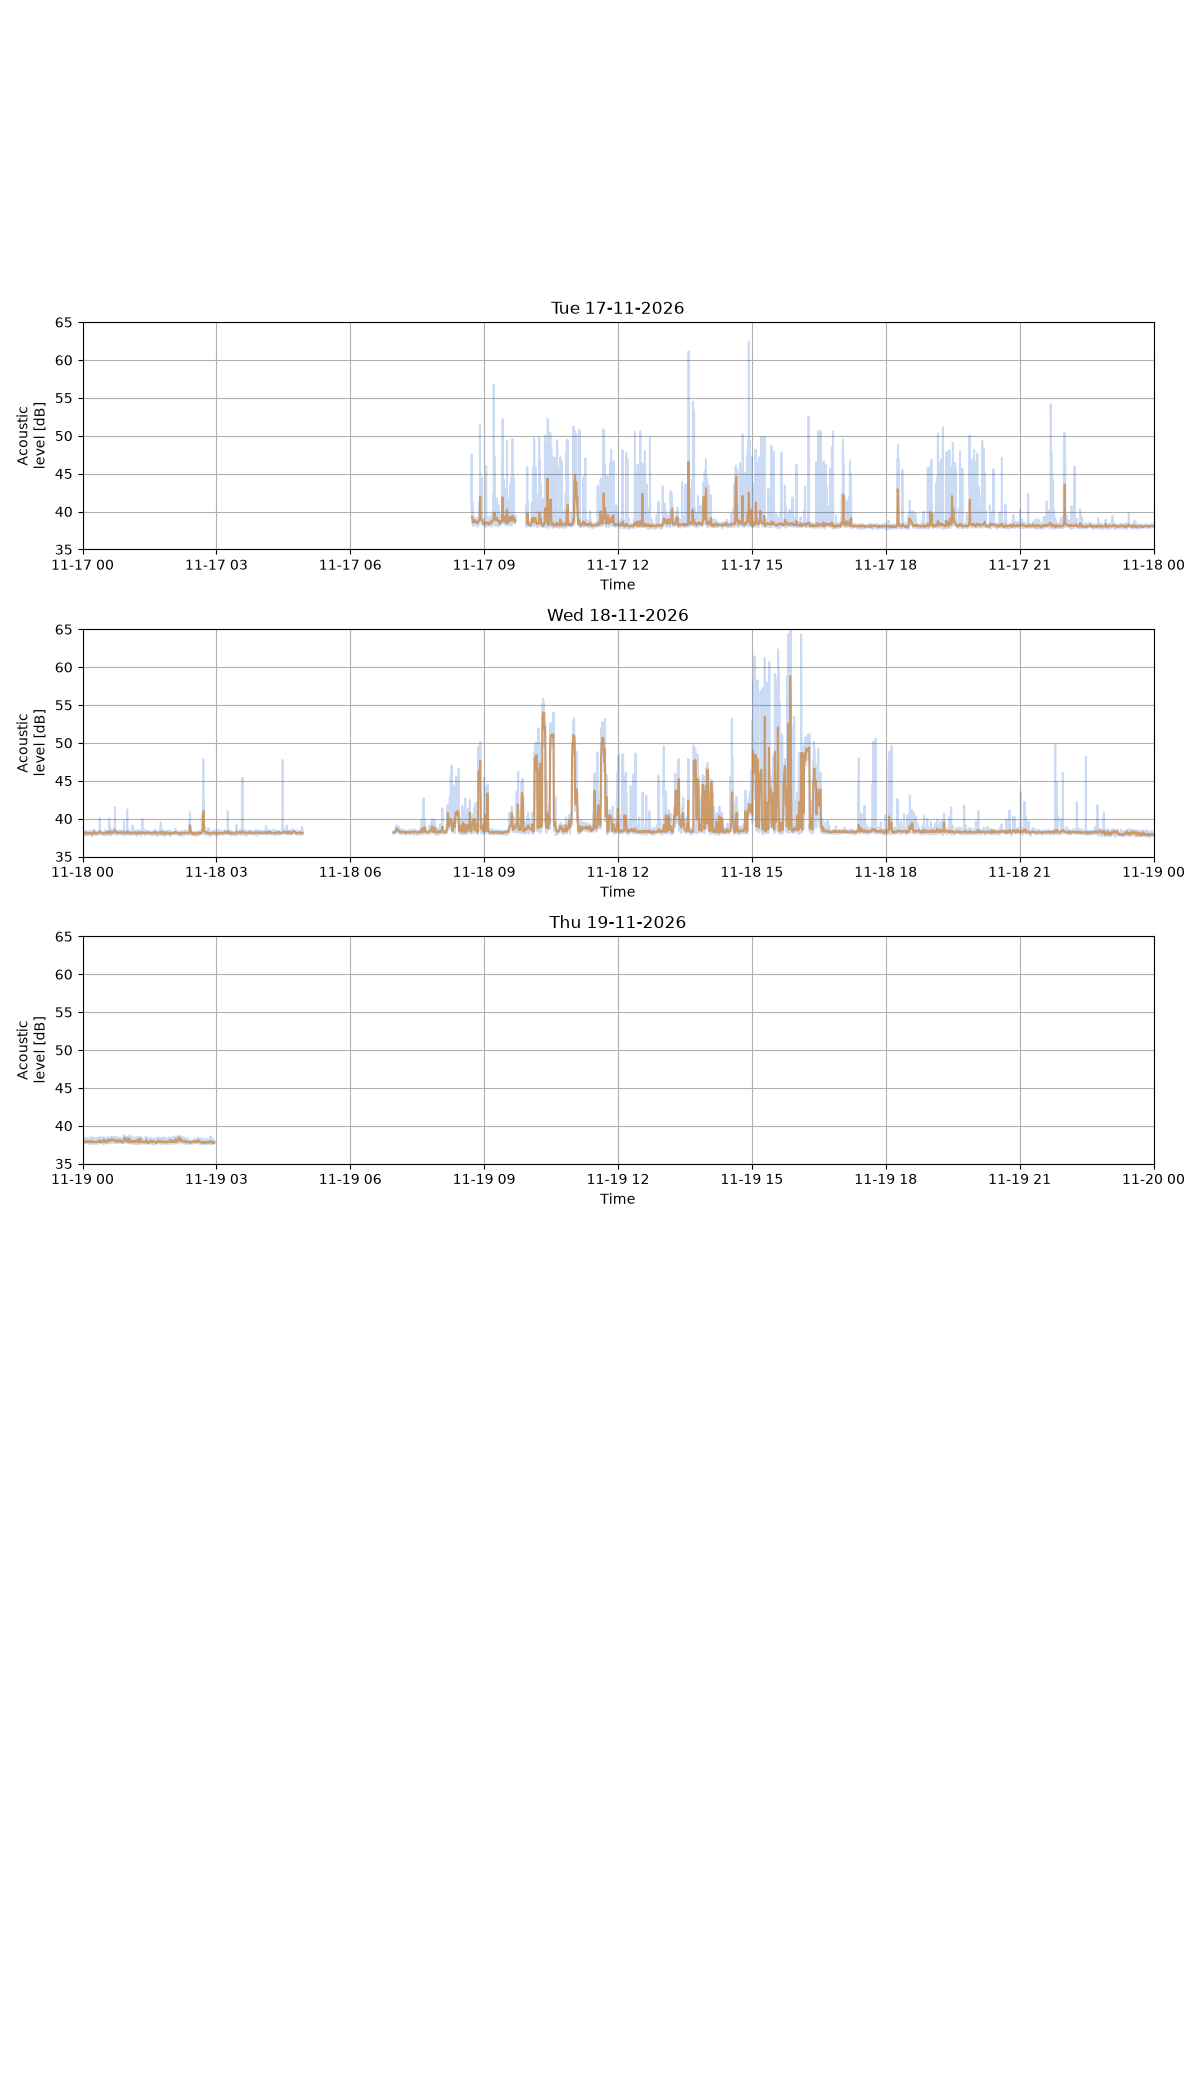 Tue 17-11-2026
65
60
55
50
45
40
35
Acoustic
level [dB]
11-17 00 11-17 03 11-17 06 11-17 09 11-17 12 11-17 15 11-17 18 11-17 21 11-18 00
Time
Wed 18-11-2026
65
60
55
50
45
40
35
Acoustic
level [dB]
11-18 00 11-18 03 11-18 06 11-18 09 11-18 12 11-18 15 11-18 18 11-18 21 11-19 00
Time
Thu 19-11-2026
65
60
55
50
45
40
35
Acoustic
level [dB]
11-19 00 11-19 03 11-19 06 11-19 09 11-19 12 11-19 15 11-19 18 11-19 21 11-20 00
Time